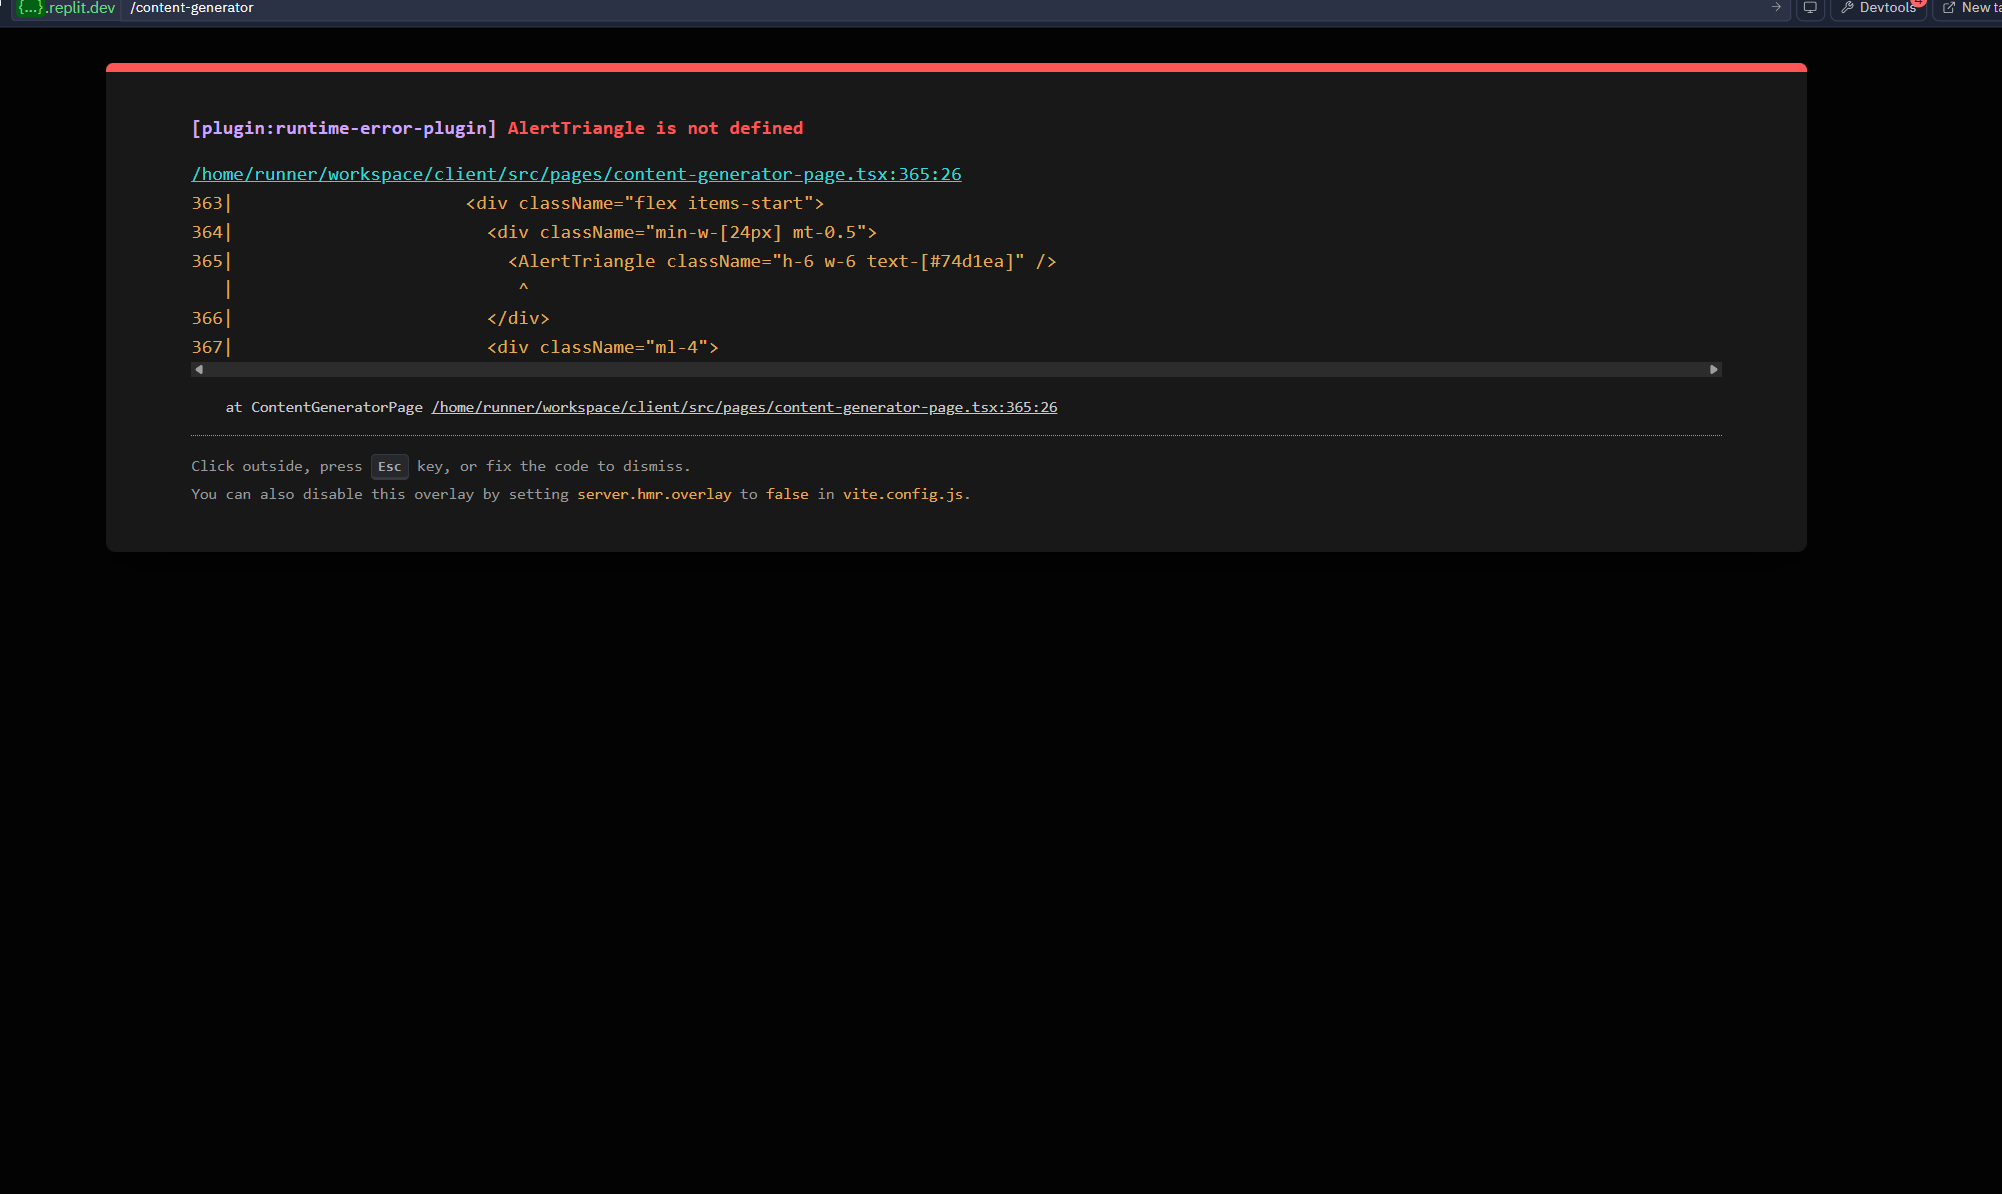 {...}.replit.dev /content-generator → Devtools 4 New ta
[plugin:runtime-error-plugin] AlertTriangle is not defined
/home/runner/workspace/client/src/pages/content-generator-page.tsx:365:26
363| <div className="flex items-start">
364| <div className="min-w-[24px] mt-0.5">
365| <AlertTriangle className="h-6 w-6 text-[#74d1ea]" />
| ^
366| </div>
367| <div className="ml-4">
at ContentGeneratorPage /home/runner/workspace/client/src/pages/content-generator-page.tsx:365:26
Click outside, press Esc key, or fix the code to dismiss.
You can also disable this overlay by setting server.hmr.overlay to false in vite.config.js.